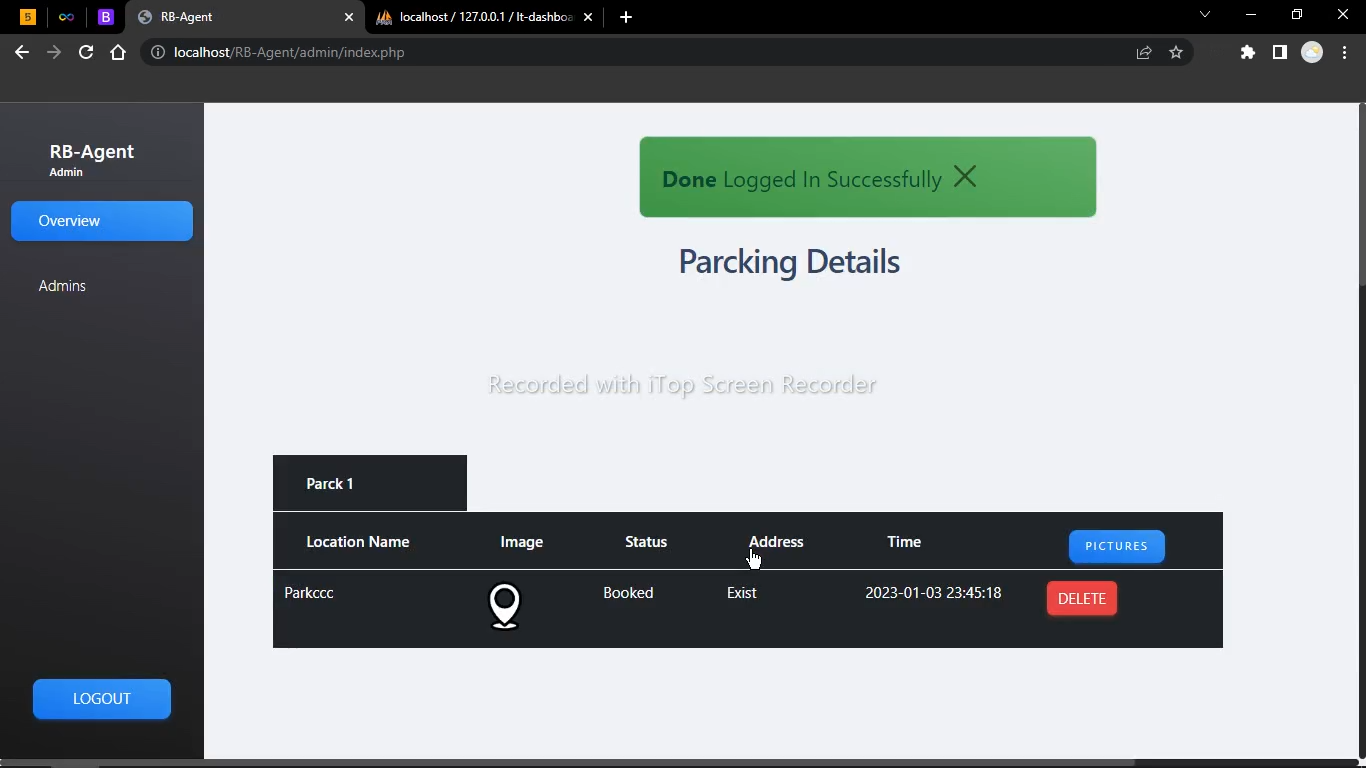 5
B
RB-Agent
localhost / 127.0.0.1 / lt-dashboa
localhost/RB-Agent/admin/index.php
RB-Agent
Admin
Overview
Admins
LOGOUT
Done Logged In Successfully
Parcking Details
Recorded with iTop Screen Recorder
Parck 1
Location Name Image Status Address Time PICTURES
Parkccc Booked Exist 2023-01-03 23:45:18 DELETE